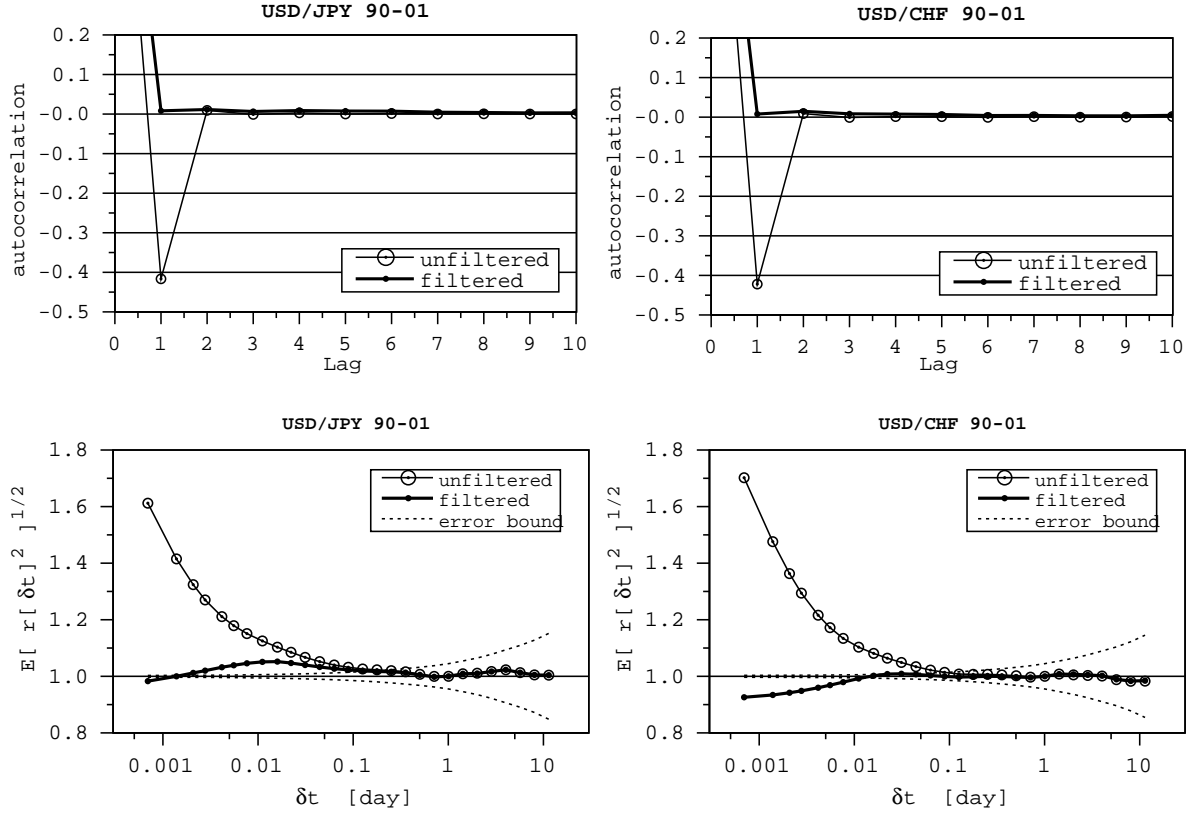 USD/JPY 90-01
0.2
0.1
-0.0
-0.1
-0.2
-0.3
-0.4
-0.5
autocorrelation
unfiltered
filtered
0 1 2 3 4 5 6 7 8 9 10
Lag
USD/CHF 90-01
0.2
0.1
-0.0
-0.1
-0.2
-0.3
-0.4
-0.5
autocorrelation
unfiltered
filtered
0 1 2 3 4 5 6 7 8 9 10
Lag
USD/JPY 90-01
1.8
1.6
1.4
1.2
1.0
0.8
E[ r[δt]² ]^1/2
unfiltered
filtered
error bound
0.001 0.01 0.1 1 10
δt [day]
USD/CHF 90-01
1.8
1.6
1.4
1.2
1.0
0.8
E[ r[δt]² ]^1/2
unfiltered
filtered
error bound
0.001 0.01 0.1 1 10
δt [day]